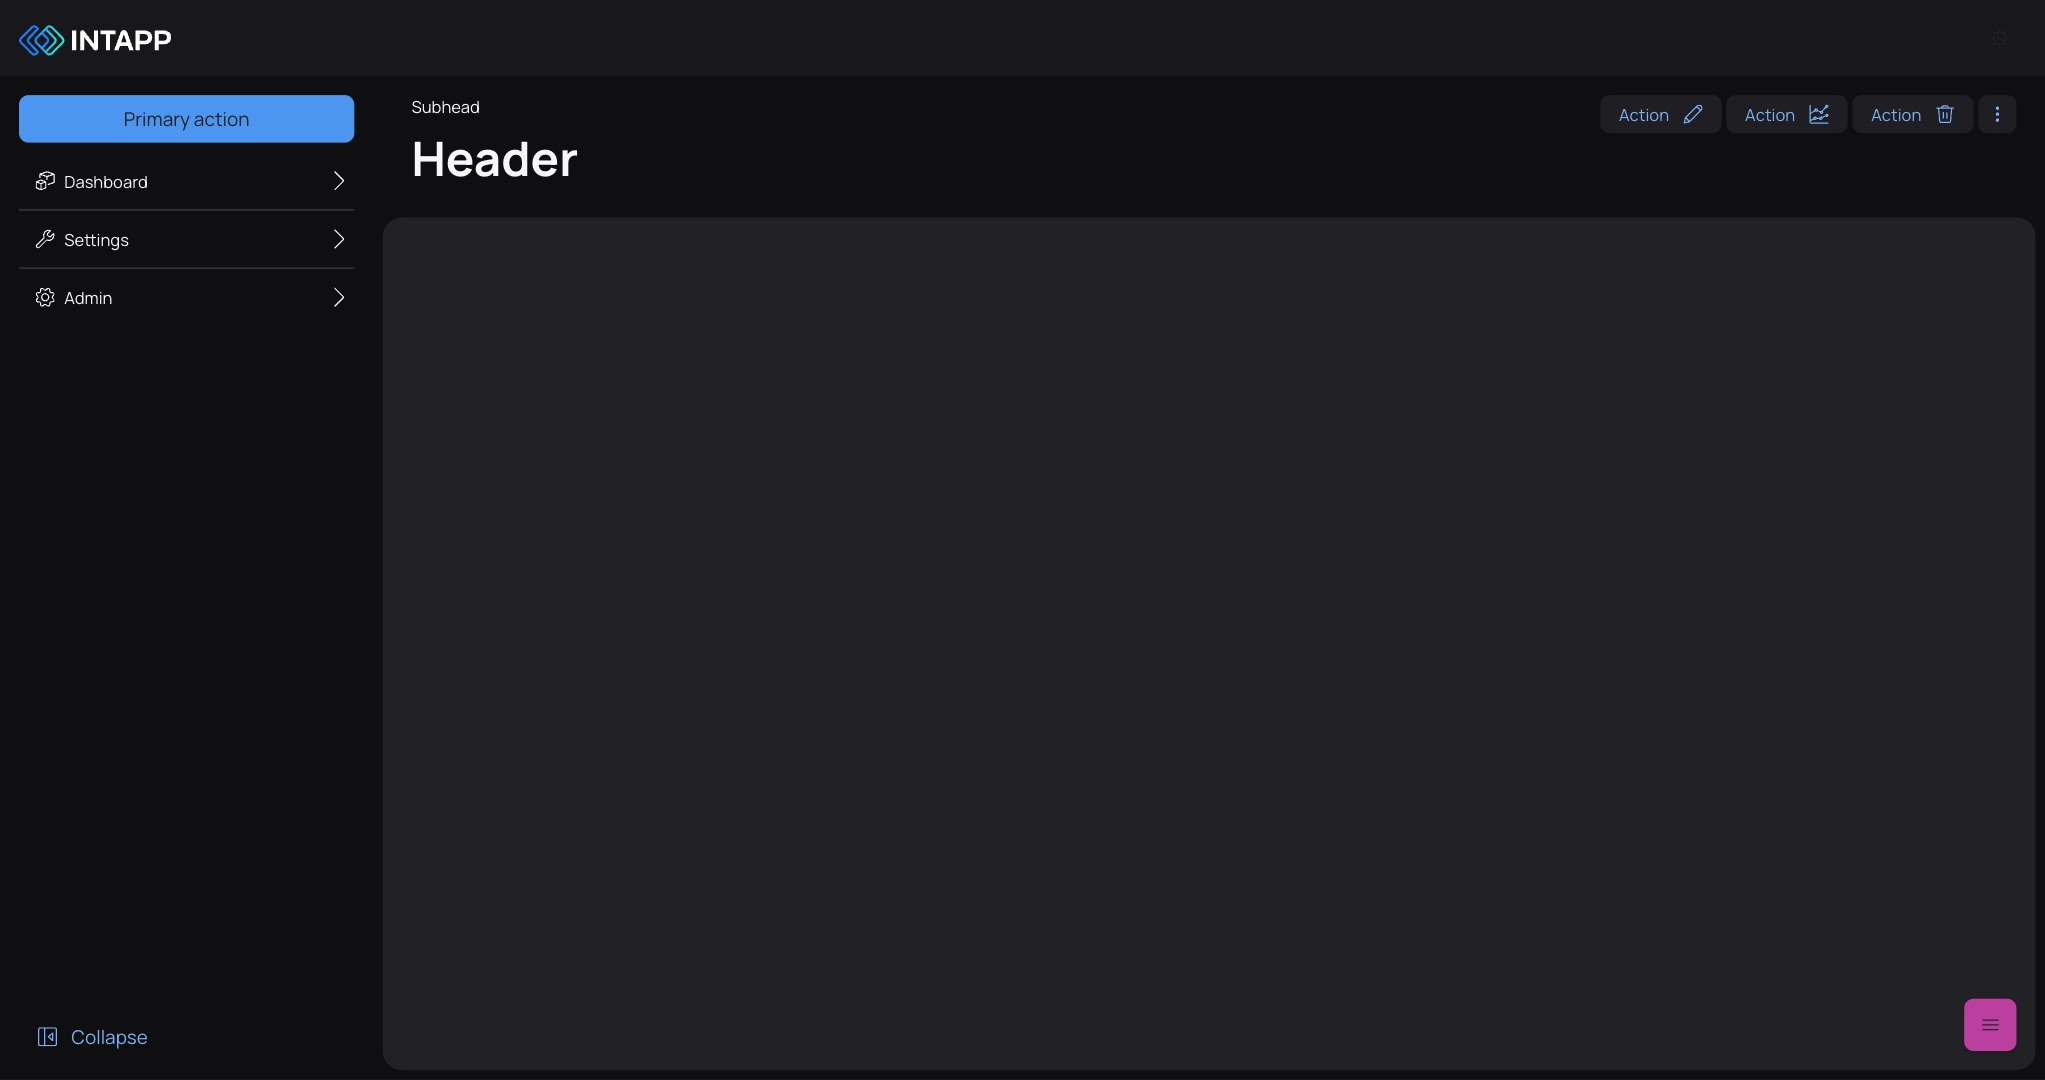 INTAPP
Primary action
Dashboard
Settings
Admin
Collapse
Subhead
Header
Action
Action
Action